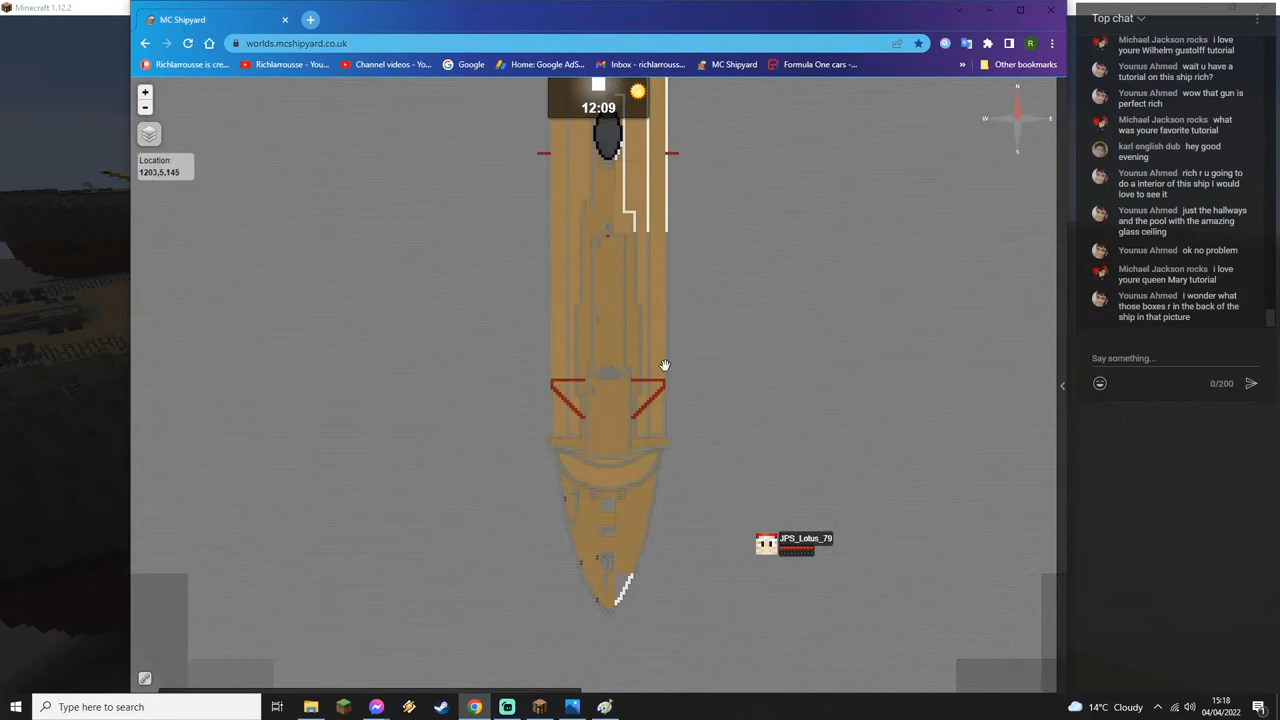 Minecraft 1.12.2
MC Shipyard
worlds.mcshipyard.co.uk
Richlarrousse is cre...
Richlarrousse - You...
Channel videos - Yo...
Google
Home: Google AdS...
Inbox - richlarrous...
MC Shipyard
Formula One cars -...
»
Other bookmarks
R
+
-
Location:
1203,5,145
12:09
N
W
E
S
JPS_Lotus_79
Top chat
Michael Jackson rocks i love
youre Wilhelm gustolff tutorial
Younus Ahmed wait u have a
tutorial on this ship rich?
Younus Ahmed wow that gun is
perfect rich
Michael Jackson rocks what
was youre favorite tutorial
karl english dub hey good
evening
Younus Ahmed rich r u going to
do a interior of this ship I would
love to see it
Younus Ahmed just the hallways
and the pool with the amazing
glass ceiling
Younus Ahmed ok no problem
Michael Jackson rocks i love
youre queen Mary tutorial
Younus Ahmed I wonder what
those boxes r in the back of the
ship in that picture
Say something...
0/200
Type here to search
14°C Cloudy
15:18
04/04/2022